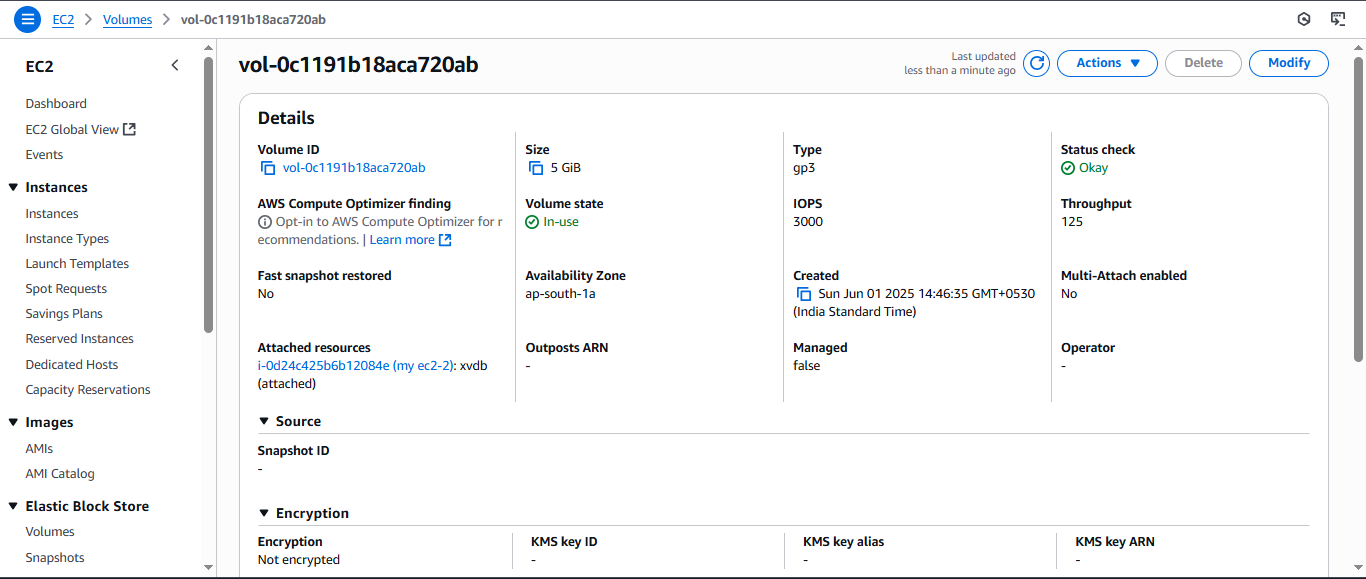 EC2 > Volumes > vol-0c1191b18aca720ab
EC2
Dashboard
EC2 Global View
Events
Instances
Instances
Instance Types
Launch Templates
Spot Requests
Savings Plans
Reserved Instances
Dedicated Hosts
Capacity Reservations
Images
AMIs
AMI Catalog
Elastic Block Store
Volumes
Snapshots
vol-0c1191b18aca720ab
Last updated
less than a minute ago
Actions
Delete
Modify
Details
Volume ID
vol-0c1191b18aca720ab
Size
5 GiB
Type
gp3
Status check
Okay
AWS Compute Optimizer finding
Opt-in to AWS Compute Optimizer for r
ecommendations. | Learn more
Volume state
In-use
IOPS
3000
Throughput
125
Fast snapshot restored
No
Availability Zone
ap-south-1a
Created
Sun Jun 01 2025 14:46:35 GMT+0530
(India Standard Time)
Multi-Attach enabled
No
Attached resources
i-0d24c425b6b12084e (my ec2-2): xvdb
(attached)
Outposts ARN
-
Managed
false
Operator
-
Source
Snapshot ID
-
Encryption
Encryption
Not encrypted
KMS key ID
-
KMS key alias
-
KMS key ARN
-